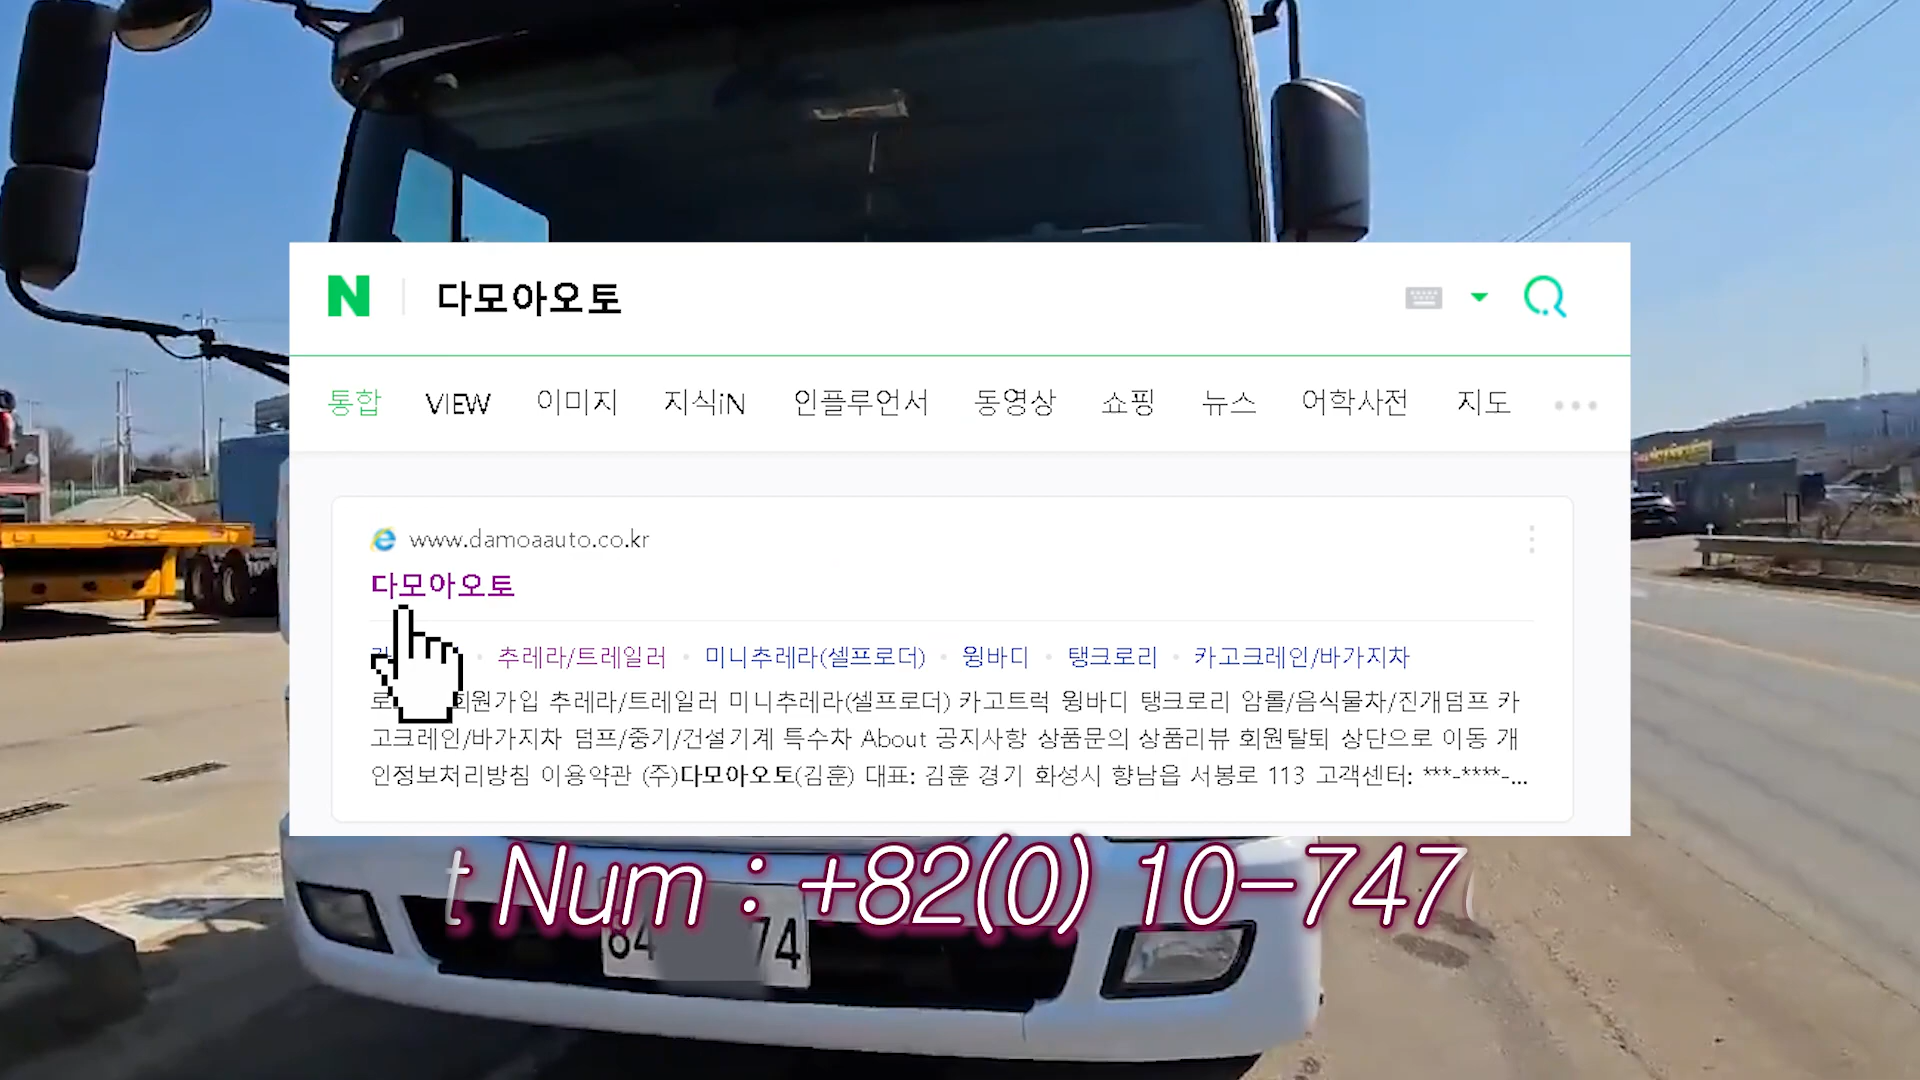 N 다모아오토
통합 VIEW 이미지 지식iN 인플루언서 동영상 쇼핑 뉴스 어학사전 지도
www.damoaauto.co.kr
다모아오토
추레라/트레일러 · 미니추레라(셀프로더) · 윙바디 · 탱크로리 · 카고크레인/바가지차
회원가입 추레라/트레일러 미니추레라(셀프로더) 카고트럭 윙바디 탱크로리 암롤/음식물차/진개덤프 카
고크레인/바가지차 덤프/중기/건설기계 특수차 About 공지사항 상품문의 상품리뷰 회원탈퇴 상단으로 이동 개
인정보처리방침 이용약관 (주)다모아오토(김훈) 대표: 김훈 경기 화성시 향남읍 서봉로 113 고객센터: ***-****-...
t Num : +82(0) 10-747
84 74